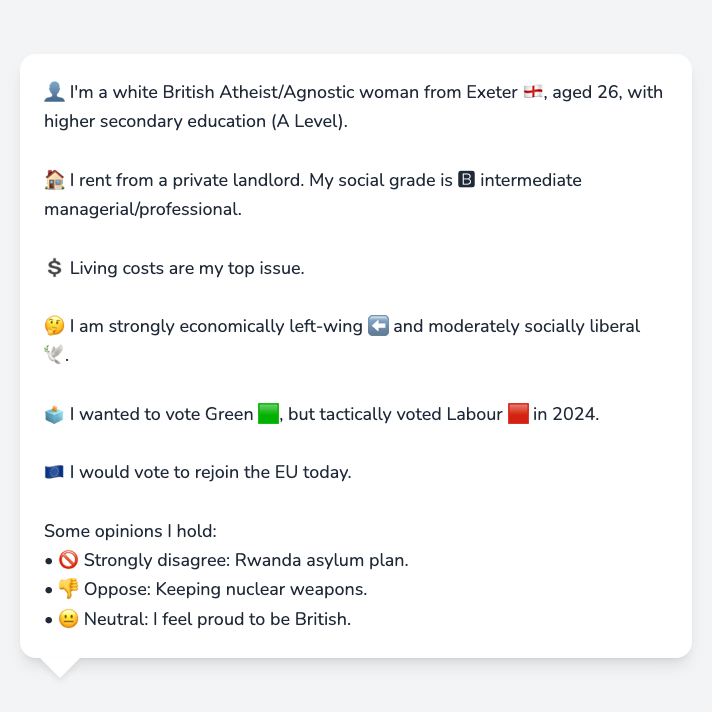 👤 I'm a white British Atheist/Agnostic woman from Exeter 🏴󠁧󠁢󠁥󠁮󠁧󠁿, aged 26, with
higher secondary education (A Level).
🏠 I rent from a private landlord. My social grade is 🅱 intermediate
managerial/professional.
💲 Living costs are my top issue.
🤔 I am strongly economically left-wing ⬅️ and moderately socially liberal
🕊️.
🗳️ I wanted to vote Green 🟩, but tactically voted Labour 🟥 in 2024.
🇪🇺 I would vote to rejoin the EU today.
Some opinions I hold:
• 🚫 Strongly disagree: Rwanda asylum plan.
• 👎 Oppose: Keeping nuclear weapons.
• 😐 Neutral: I feel proud to be British.